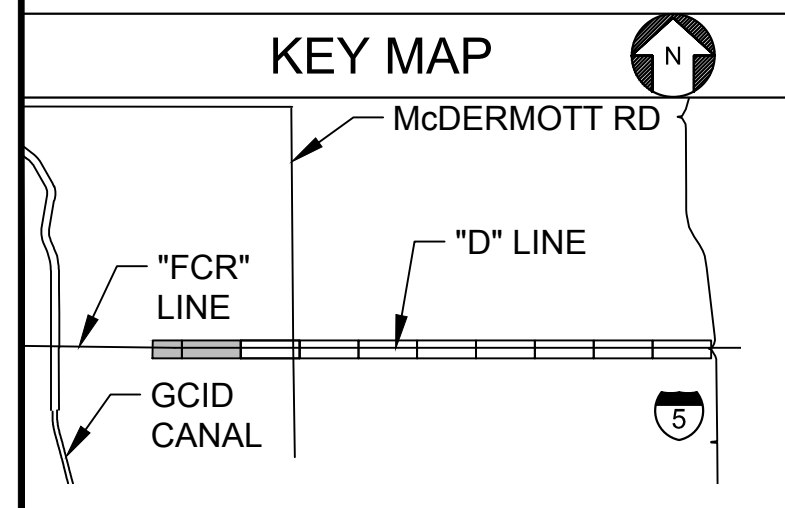 KEY MAP
N
McDERMOTT RD
"D" LINE
"FCR"
LINE
GCID
CANAL
5